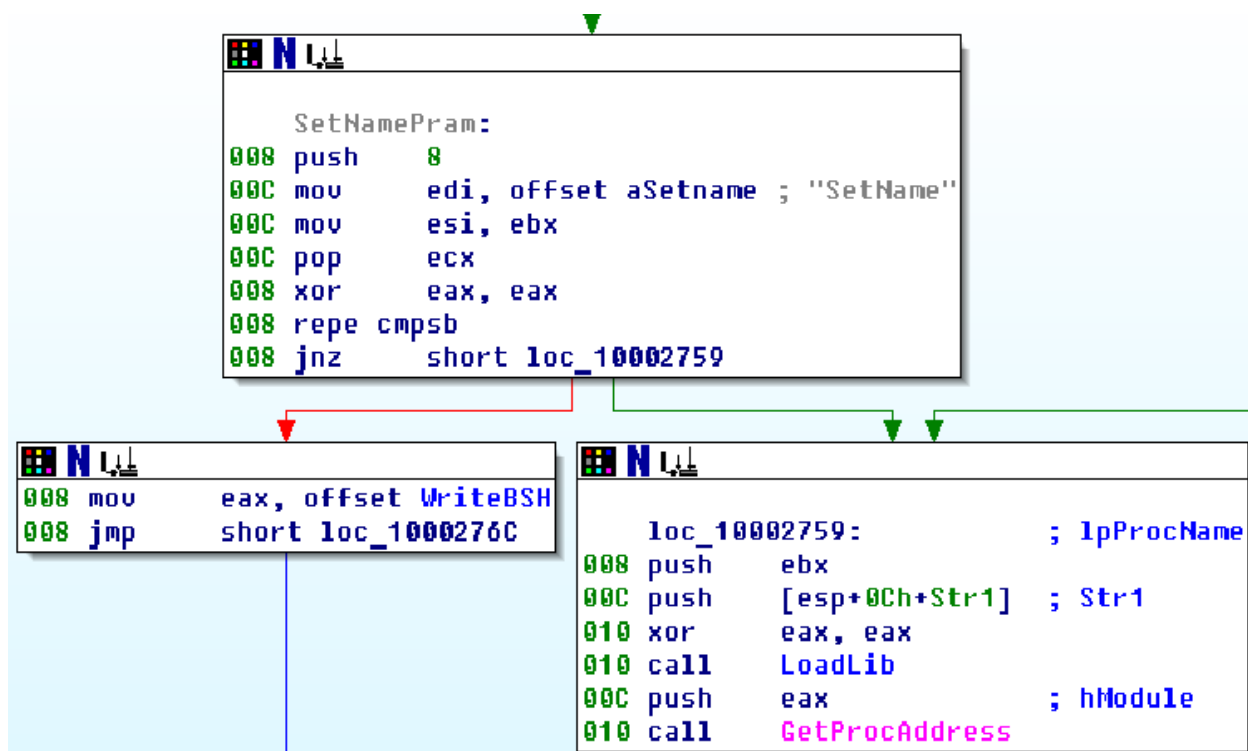 SetNamePram:
008 push 8
00C mov edi, offset aSetname ; "SetName"
00C mov esi, ebx
00C pop ecx
008 xor eax, eax
008 repe cmpsb
008 jnz short loc_10002759
008 mov eax, offset WriteBSH
008 jmp short loc_1000276C
loc_10002759: ; lpProcName
008 push ebx
00C push [esp+0Ch+Str1] ; Str1
010 xor eax, eax
010 call LoadLib
00C push eax ; hModule
010 call GetProcAddress